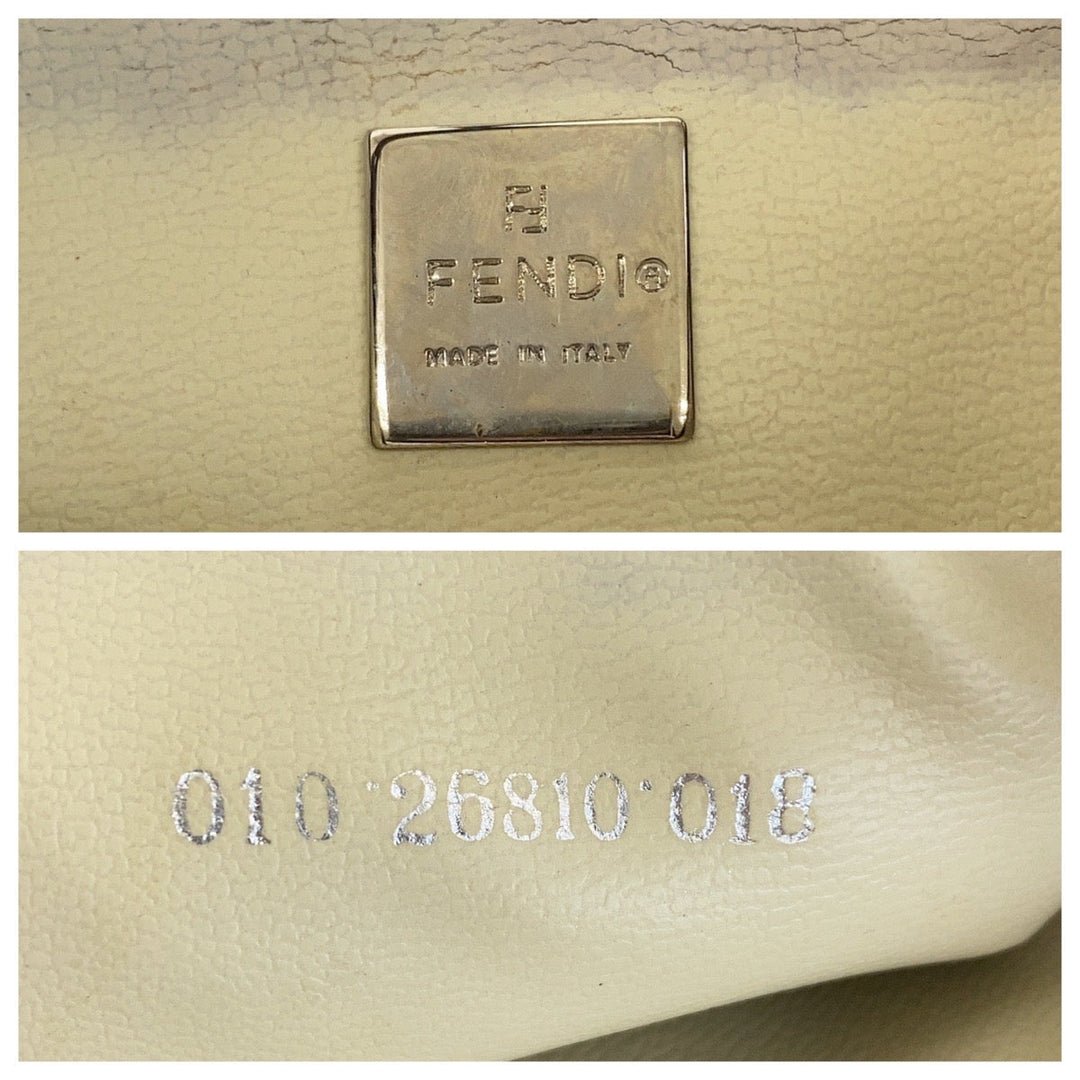 FF
FENDI®
MADE IN ITALY
010·26810·018